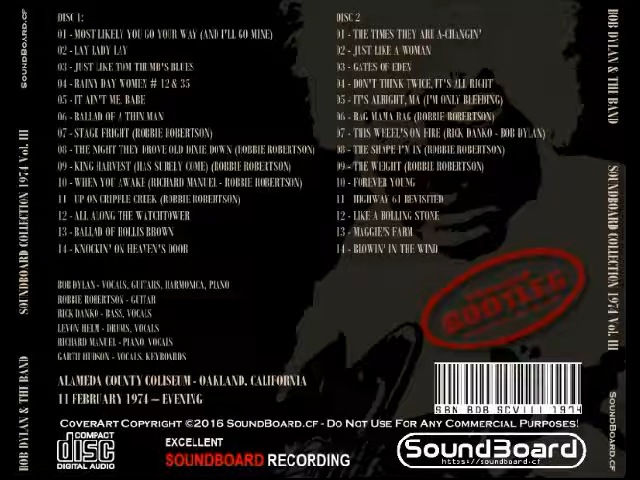 DISC 1:
01 - MOST LIKELY YOU GO YOUR WAY (AND I'LL GO MINE)
02 - LAY LADY LAY
03 - JUST LIKE TOM THUMB'S BLUES
04 - RAINY DAY WOMEN # 12 & 35
05 - IT AIN'T ME, BABE
06 - BALLAD OF A THIN MAN
07 - STAGE FRIGHT (ROBBIE ROBERTSON)
08 - THE NIGHT THEY DROVE OLD DIXIE DOWN (ROBBIE ROBERTSON)
09 - KING HARVEST (HAS SURELY COME) (ROBBIE ROBERTSON)
10 - WHEN YOU AWAKE (RICHARD MANUEL - ROBBIE ROBERTSON)
11 UP ON CRIPPLE CREEK (ROBBIE ROBERTSON)
12 - ALL ALONG THE WATCHTOWER
13 - BALLAD OF HOLLIS BROWN
14 - KNOCKIN' ON HEAVEN'S DOOR
BOB DYLAN - VOCALS, GUITARS, HARMONICA, PIANO
ROBBIE ROBERTSON - GUITAR
RICK DANKO - BASS, VOCALS
LEVON HELM - DRUMS, VOCALS
RICHARD MANUEL - PIANO, VOCALS
GARTH HUDSON - VOCALS, KEYBOARDS
ALAMEDA COUNTY COLISEUM - OAKLAND, CALIFORNIA
11 FEBRUARY 1974 – EVENING
DISC 2
01 - THE TIMES THEY ARE A-CHANGIN'
02 - JUST LIKE A WOMAN
03 - GATES OF EDEN
04 - DON'T THINK TWICE, IT'S ALL RIGHT
05 - IT'S ALRIGHT, MA (I'M ONLY BLEEDING)
06 - RAG MAMA RAG (ROBBIE ROBERTSON)
07 - THIS WHEEL'S ON FIRE (RICK DANKO - BOB DYLAN)
08 - THE SHAPE I'M IN (ROBBIE ROBERTSON)
09 - THE WEIGHT (ROBBIE ROBERTSON)
10 - FOREVER YOUNG
11 HIGHWAY 61 REVISITED
12 - LIKE A ROLLING STONE
13 - MAGGIE'S FARM
14 - BLOWIN' IN THE WIND
BOOTLEG
SBN BOB SCVIII 1974
COVERART COPYRIGHT ©2016 SOUNDBOARD.CF - DO NOT USE FOR ANY COMMERCIAL PURPOSES!
COMPACT
disc
DIGITAL AUDIO
EXCELLENT
SOUNDBOARD RECORDING
SOUNDBOARD
https://soundboard.cf
BOB DYLAN & THE BAND
SOUNDBOARD COLLECTION 1974 Vol. III
SOUNDBOARD.CF
BOB DYLAN & THE BAND
SOUNDBOARD COLLECTION 1974 Vol. III
SOUNDBOARD.CF